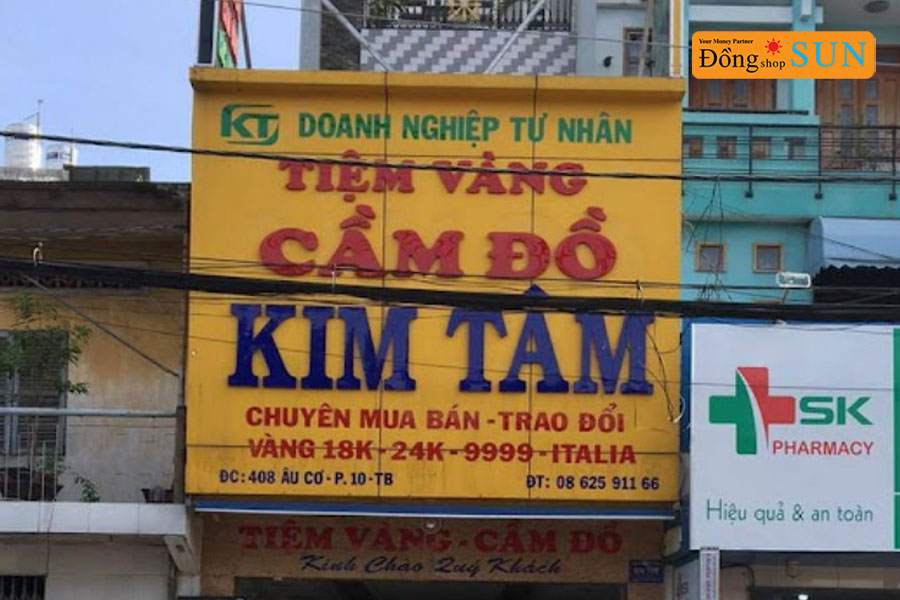 Your Money Partner
Đồng shop SUN
KT DOANH NGHIỆP TƯ NHÂN
TIỆM VÀNG
CẦM ĐỒ
KIM TÂM
CHUYÊN MUA BÁN - TRAO ĐỔI
VÀNG 18K - 24K - 9999 - ITALIA
ĐC: 408 ÂU CƠ - P. 10 - TB ĐT: 08 625 911 66
TIỆM VÀNG - CẦM ĐỒ
Kính Chào Quý Khách
SK
PHARMACY
Hiệu quả & an toàn